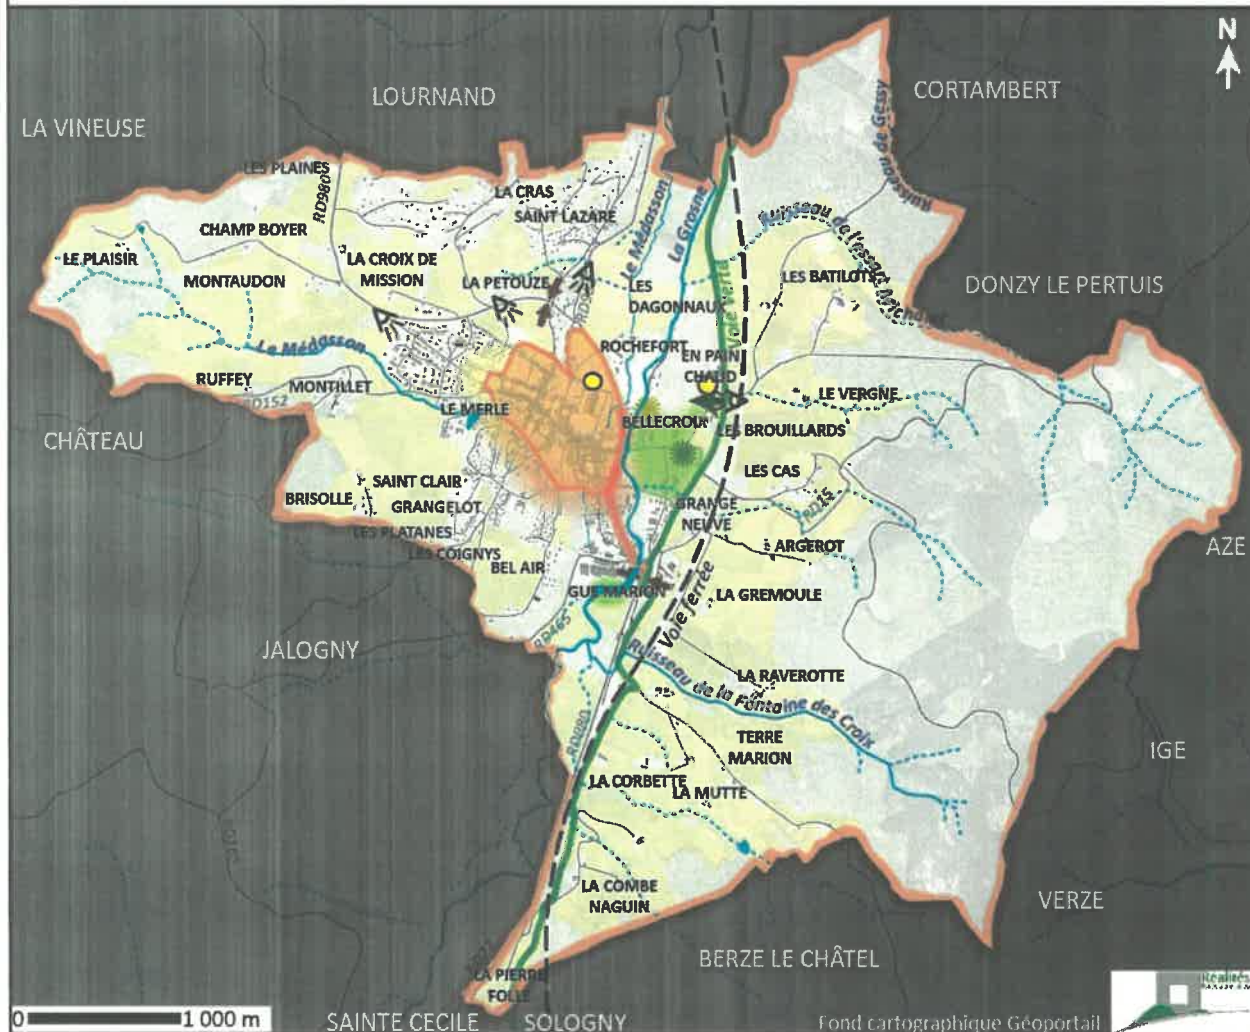 N
CORTAMBERT
LOURNAND
LA VINEUSE
Ruisseau de Gessy
LES PLAINES
RD980
LA CRAS
SAINT LAZARE
CHAMP BOYER
LE PLAISIR
LA CROIX DE
MISSION
MONTAUDON
LA PETOUZE
Le Médasson
La Grosne
LES
DAGONNAUX
Voie verte
LES BATILOTS
DONZY LE PERTUIS
Le Médasson
ROCHEFORT
EN PAIN
CHAUD
RUFFEY
MONTILLET
RD152
LE MERLE
LE VERGNE
CHÂTEAU
BELLECROIX
LES BROUILLARDS
SAINT CLAIR
LES CAS
BRISOLLE
GRANGELOT
GRANGE
NEUVE
RD15
LES PLATANES
LES COIGNYS
ARGEROT
AZE
BEL AIR
GUE MARION
LA GREMOULE
Voie ferrée
RD465
JALOGNY
Ruisseau de la Fontaine des Croix
LA RAVEROTTE
RD980
TERRE
MARION
IGE
LA CORBETTE
LA MUTTE
LA COMBE
NAGUIN
VERZE
BERZE LE CHÂTEL
LA PIERRE
FOLLE
0 1 000 m
SAINTE CECILE
SOLOGNY
Fond cartographique Géoportail
Réalités